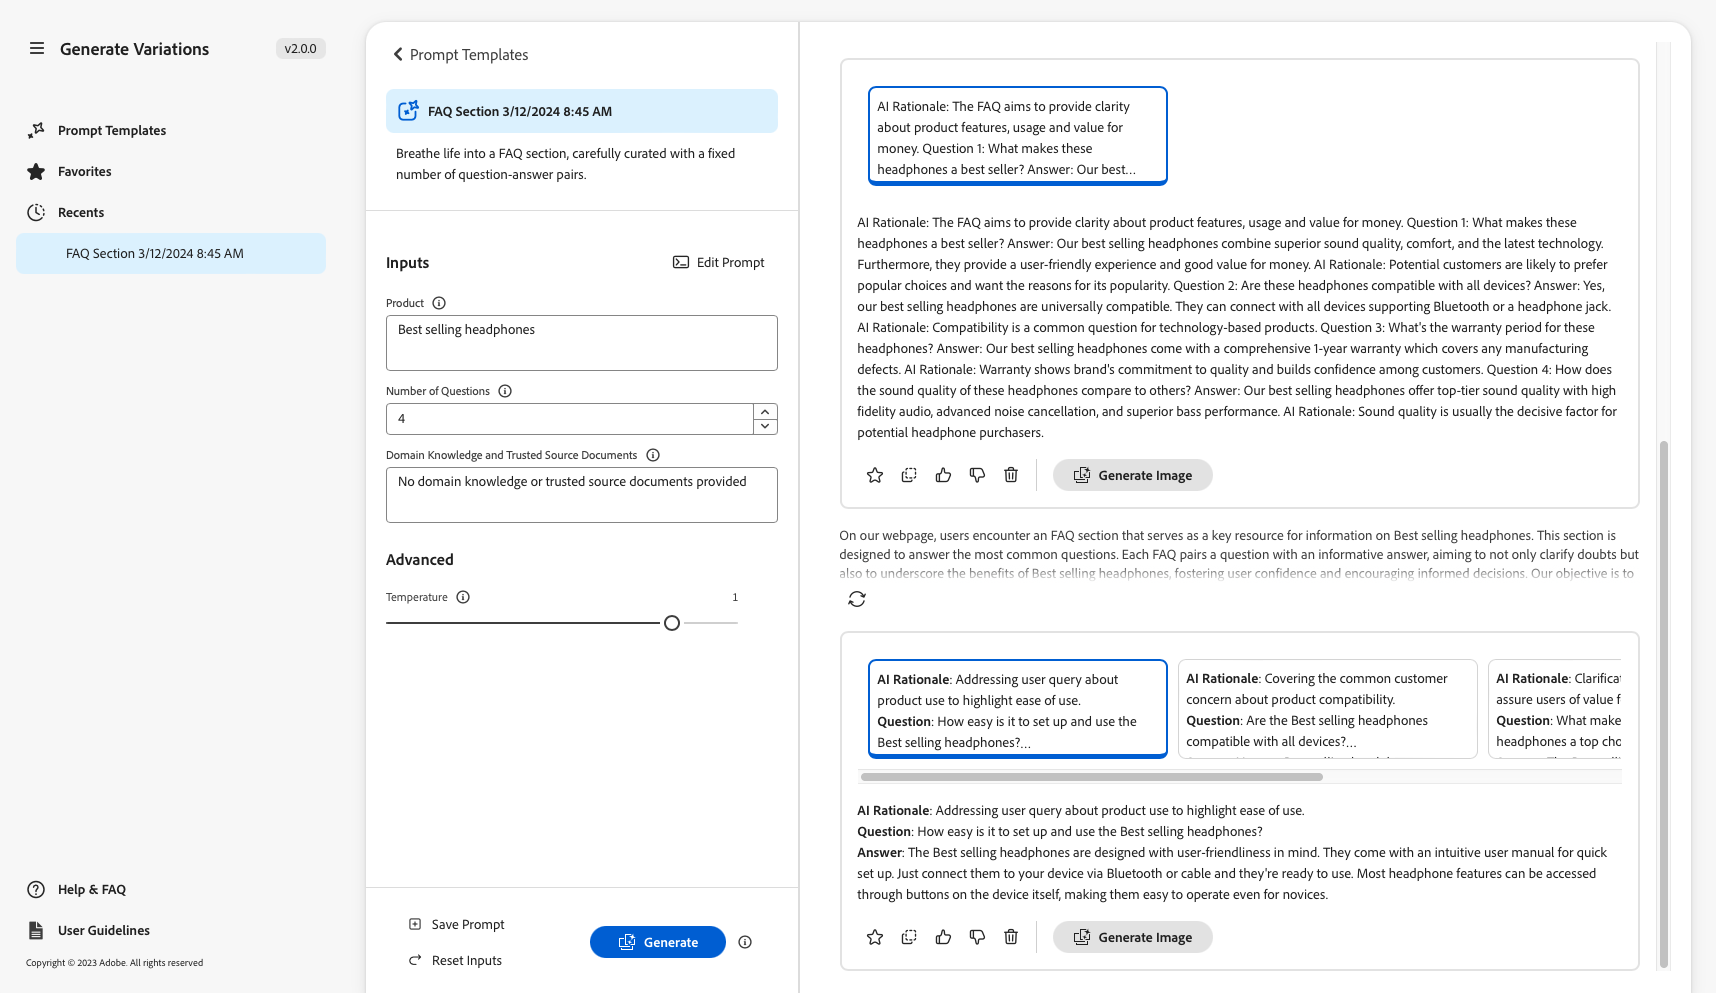 Generate Variations
v2.0.0
Prompt Templates
Favorites
Recents
FAQ Section 3/12/2024 8:45 AM
Help & FAQ
User Guidelines
Copyright © 2023 Adobe. All rights reserved
Prompt Templates
FAQ Section 3/12/2024 8:45 AM
Breathe life into a FAQ section, carefully curated with a fixed
number of question-answer pairs.
Inputs
Edit Prompt
Product
Best selling headphones
Number of Questions
4
Domain Knowledge and Trusted Source Documents
No domain knowledge or trusted source documents provided
Advanced
Temperature
1
Save Prompt
Reset Inputs
Generate
AI Rationale: The FAQ aims to provide clarity
about product features, usage and value for
money. Question 1: What makes these
headphones a best seller? Answer: Our best...
AI Rationale: The FAQ aims to provide clarity about product features, usage and value for money. Question 1: What makes these
headphones a best seller? Answer: Our best selling headphones combine superior sound quality, comfort, and the latest technology.
Furthermore, they provide a user-friendly experience and good value for money. AI Rationale: Potential customers are likely to prefer
popular choices and want the reasons for its popularity. Question 2: Are these headphones compatible with all devices? Answer: Yes,
our best selling headphones are universally compatible. They can connect with all devices supporting Bluetooth or a headphone jack.
AI Rationale: Compatibility is a common question for technology-based products. Question 3: What's the warranty period for these
headphones? Answer: Our best selling headphones come with a comprehensive 1-year warranty which covers any manufacturing
defects. AI Rationale: Warranty shows brand's commitment to quality and builds confidence among customers. Question 4: How does
the sound quality of these headphones compare to others? Answer: Our best selling headphones offer top-tier sound quality with high
fidelity audio, advanced noise cancellation, and superior bass performance. AI Rationale: Sound quality is usually the decisive factor for
potential headphone purchasers.
Generate Image
On our webpage, users encounter an FAQ section that serves as a key resource for information on Best selling headphones. This section is
designed to answer the most common questions. Each FAQ pairs a question with an informative answer, aiming to not only clarify doubts but
also to underscore the benefits of Best selling headphones, fostering user confidence and encouraging informed decisions. Our objective is to
AI Rationale: Addressing user query about
product use to highlight ease of use.
Question: How easy is it to set up and use the
Best selling headphones?...
AI Rationale: Covering the common customer
concern about product compatibility.
Question: Are the Best selling headphones
compatible with all devices?...
AI Rationale: Clarificat
assure users of value f
Question: What make
headphones a top cho
AI Rationale: Addressing user query about product use to highlight ease of use.
Question: How easy is it to set up and use the Best selling headphones?
Answer: The Best selling headphones are designed with user-friendliness in mind. They come with an intuitive user manual for quick
set up. Just connect them to your device via Bluetooth or cable and they're ready to use. Most headphone features can be accessed
through buttons on the device itself, making them easy to operate even for novices.
Generate Image